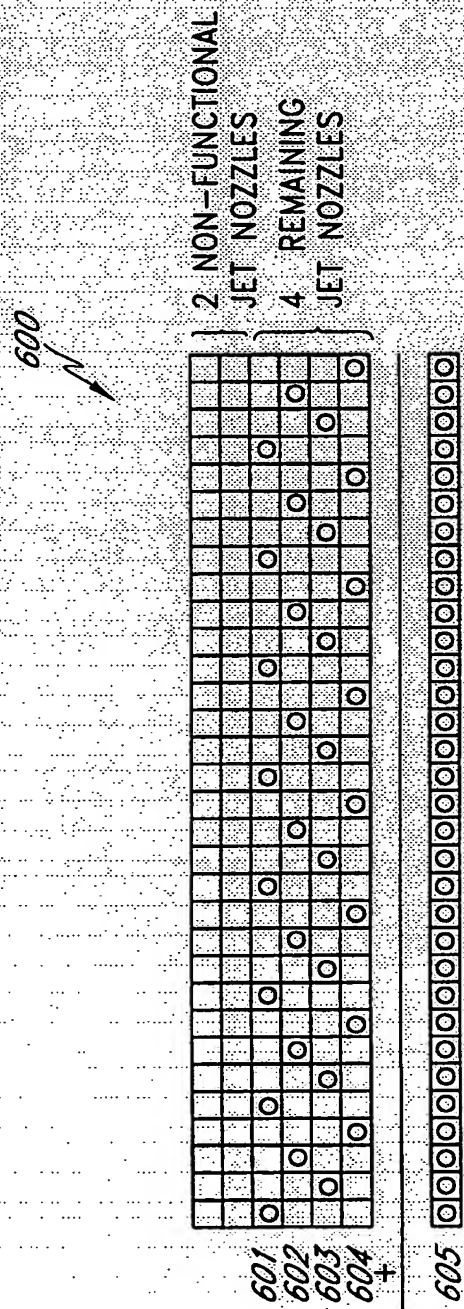 600
2 NON-FUNCTIONAL
JET NOZZLES
4 REMAINING
JET NOZZLES
601
602
603
604
+
605